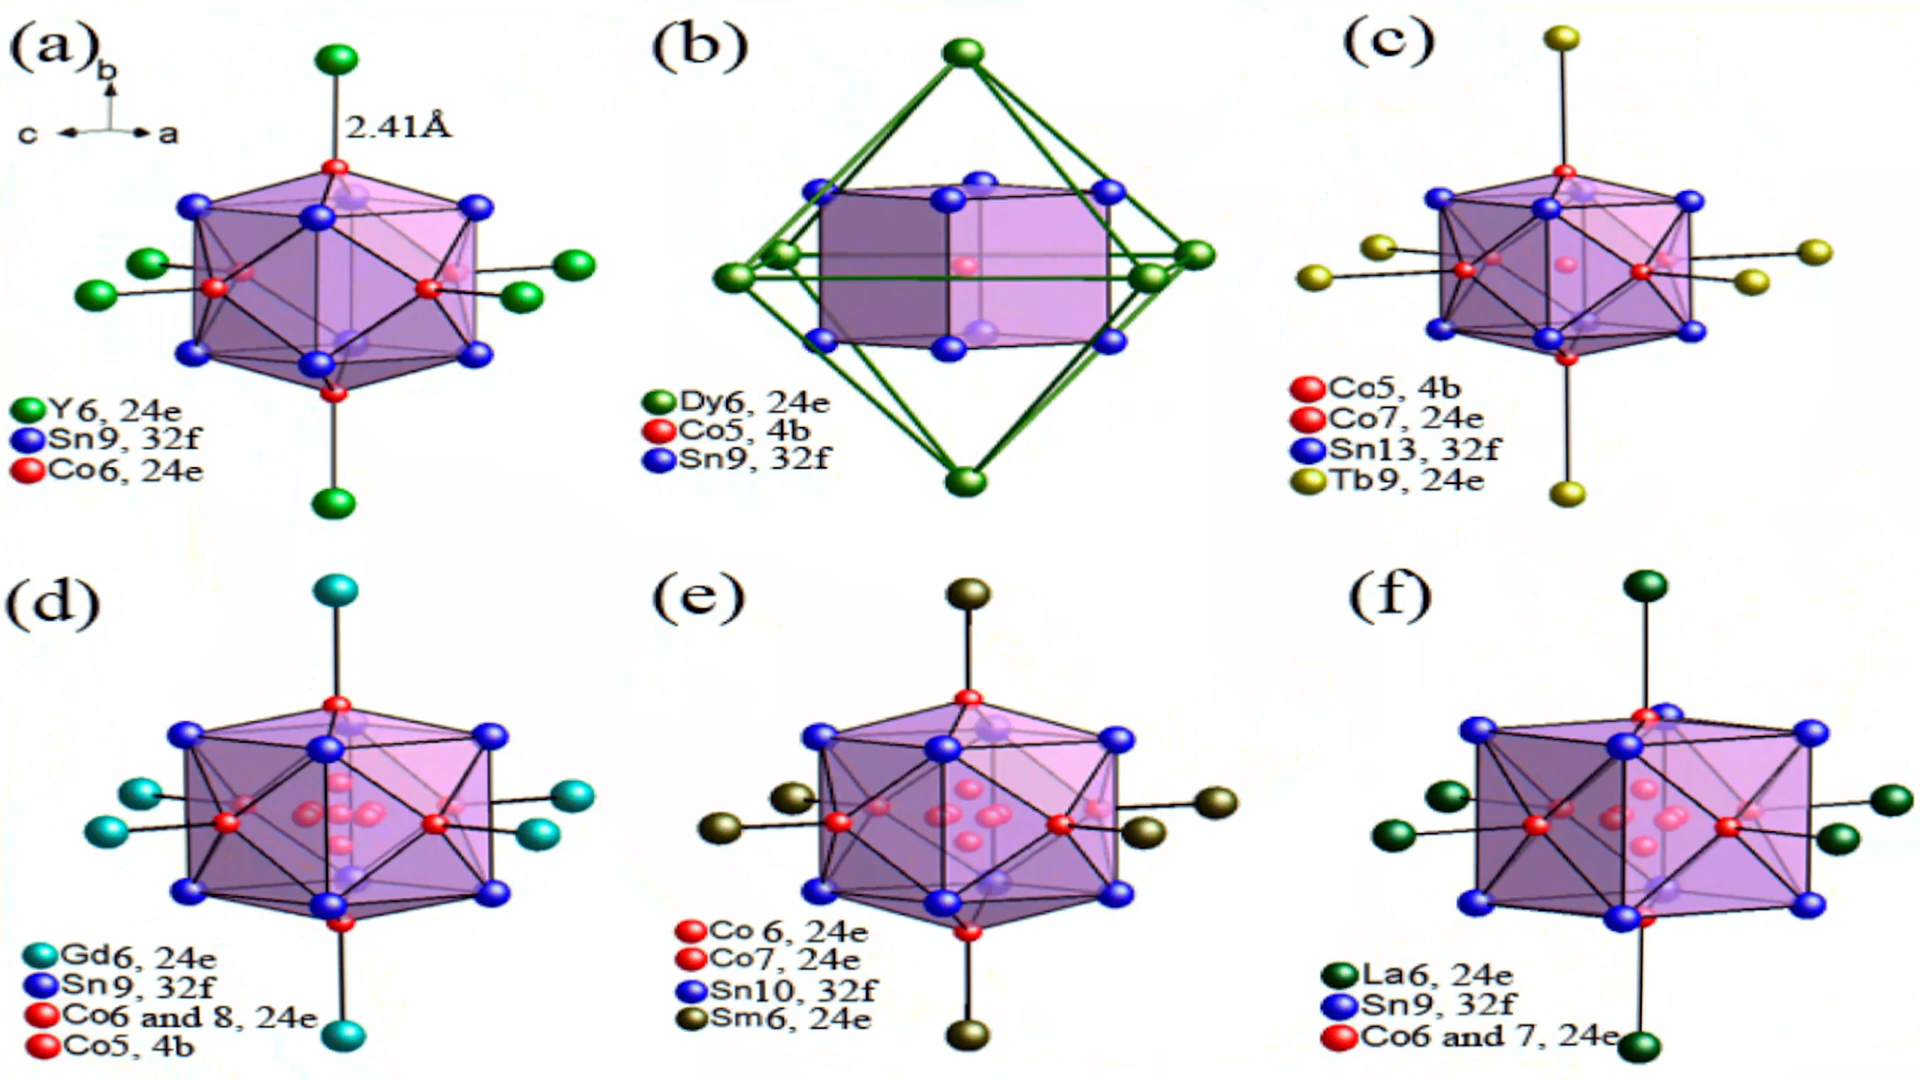 (a)
b
c a
2.41Å
Y6, 24e
Sn9, 32f
Co6, 24e
(b)
Dy6, 24e
Co5, 4b
Sn9, 32f
(c)
Co5, 4b
Co7, 24e
Sn13, 32f
Tb9, 24e
(d)
Gd6, 24e
Sn9, 32f
Co6 and 8, 24e
Co5, 4b
(e)
Co 6, 24e
Co7, 24e
Sn10, 32f
Sm6, 24e
(f)
La6, 24e
Sn9, 32f
Co6 and 7, 24e